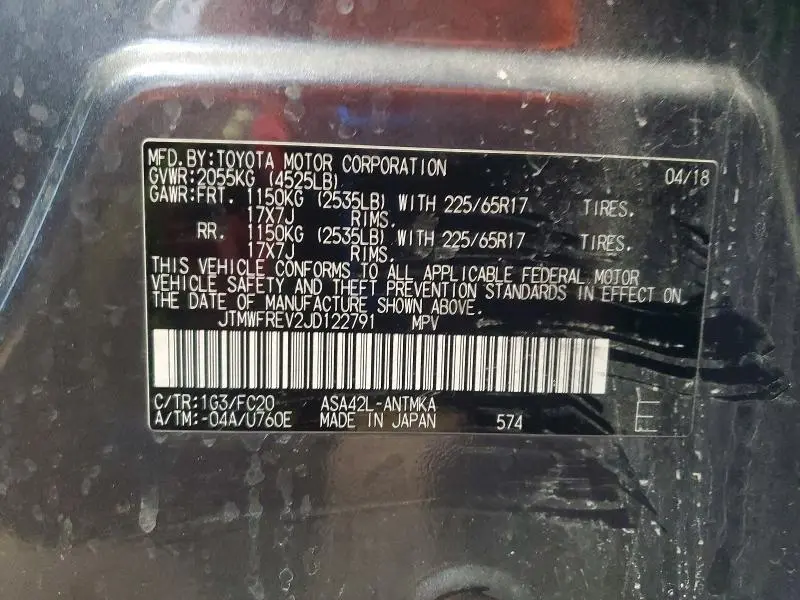 MFD.BY:TOYOTA MOTOR CORPORATION 04/18
GVWR:2055KG (4525LB)
GAWR:FRT. 1150KG (2535LB) WITH 225/65R17 TIRES.
17X7J RIMS.
RR. 1150KG (2535LB) WITH 225/65R17 TIRES.
17X7J RIMS.
THIS VEHICLE CONFORMS TO ALL APPLICABLE FEDERAL MOTOR
VEHICLE SAFETY AND THEFT PREVENTION STANDARDS IN EFFECT ON
THE DATE OF MANUFACTURE SHOWN ABOVE.
JTMWFREV2JD122791 MPV
C/TR:1G3/FC20 ASA42L-ANTMKA
A/TM:-04A/U760E MADE IN JAPAN 574 E